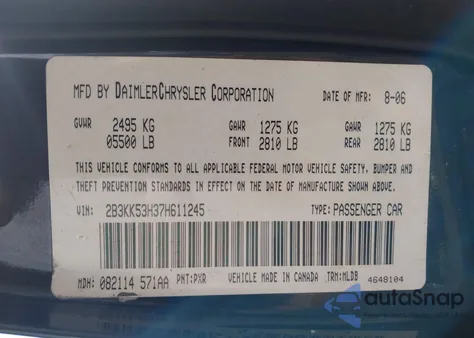 MFD BY DAIMLERCHRYSLER CORPORATION DATE OF MFR: 8-06
GVWR 2495 KG GAWR 1275 KG GAWR 1275 KG
05500 LB FRONT 2810 LB REAR 2810 LB
THIS VEHICLE CONFORMS TO ALL APPLICABLE FEDERAL MOTOR VEHICLE SAFETY, BUMPER AND
THEFT PREVENTION STANDARDS IN EFFECT ON THE DATE OF MANUFACTURE SHOWN ABOVE.
VIN: 2B3KK53H37H611245 TYPE: PASSENGER CAR
MDH: 082114 571AA PNT:PXR VEHICLE MADE IN CANADA TRM:MLDB 4648104
autoSnap